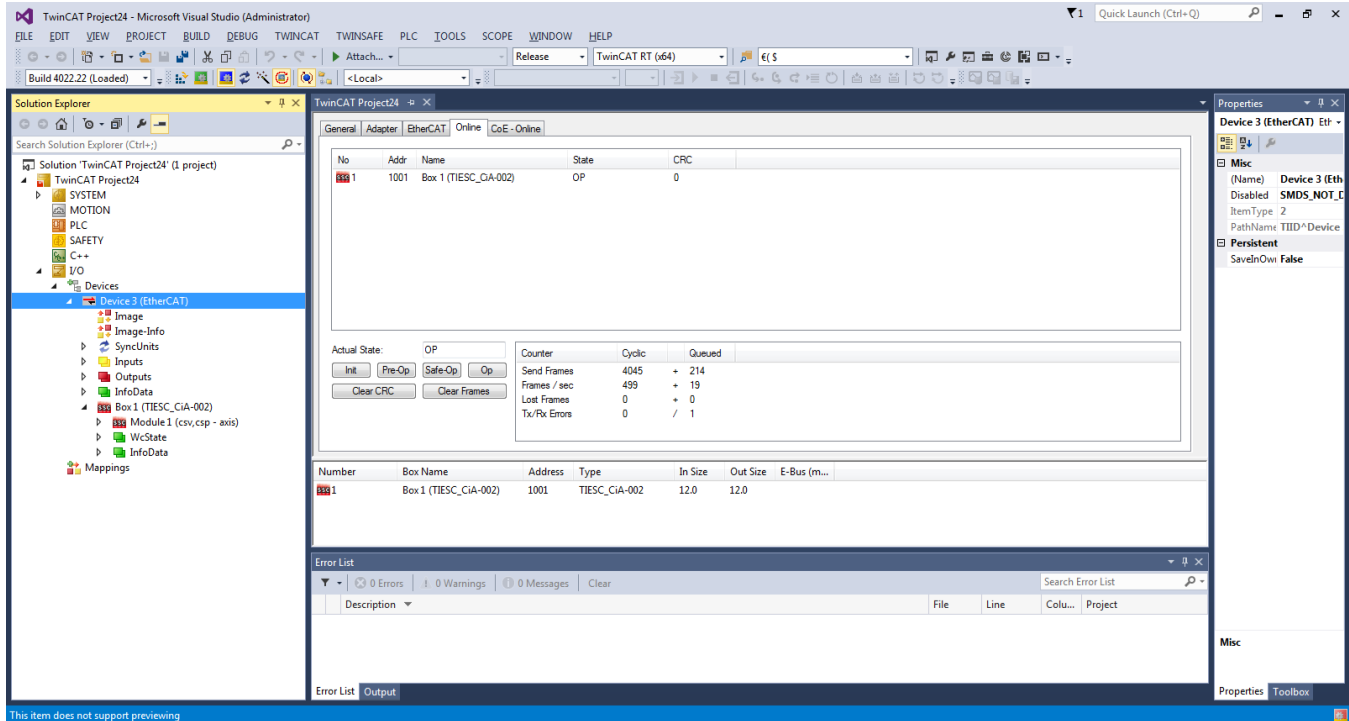 TwinCAT Project24 - Microsoft Visual Studio (Administrator)
1 Quick Launch (Ctrl+Q)
FILE EDIT VIEW PROJECT BUILD DEBUG TWINCAT TWINSAFE PLC TOOLS SCOPE WINDOW HELP
Attach... Release TwinCAT RT (x64) €( S
Build 4022.22 (Loaded) <Local>
Solution Explorer
Search Solution Explorer (Ctrl+;)
Solution 'TwinCAT Project24' (1 project)
TwinCAT Project24
SYSTEM
MOTION
PLC
SAFETY
C++
I/O
Devices
Device 3 (EtherCAT)
Image
Image-Info
SyncUnits
Inputs
Outputs
InfoData
Box 1 (TIESC_CiA-002)
Module 1 (csv,csp - axis)
WcState
InfoData
Mappings
TwinCAT Project24
General Adapter EtherCAT Online CoE - Online
No Addr Name State CRC
1 1001 Box 1 (TIESC_CiA-002) OP 0
Actual State: OP
Init Pre-Op Safe-Op Op
Clear CRC Clear Frames
Counter Cyclic Queued
Send Frames 4045 + 214
Frames / sec 499 + 19
Lost Frames 0 + 0
Tx/Rx Errors 0 / 1
Number Box Name Address Type In Size Out Size E-Bus (m...
1 Box 1 (TIESC_CiA-002) 1001 TIESC_CiA-002 12.0 12.0
Error List
0 Errors 0 Warnings 0 Messages Clear Search Error List
Description File Line Colu... Project
Error List Output
Properties
Device 3 (EtherCAT) Eth
Misc
(Name) Device 3 (Eth
Disabled SMDS_NOT_D
ItemType 2
PathName TIID^Device
Persistent
SaveInOwn False
Misc
Properties Toolbox
This item does not support previewing